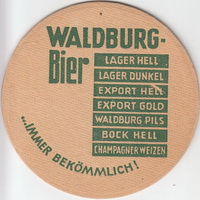 WALDBURG-
Bier
LAGER HELL
LAGER DUNKEL
EXPORT HELL
EXPORT GOLD
WALDBURG PILS
BOCK HELL
CHAMPAGNER WEIZEN
...IMMER BEKÖMMLICH!